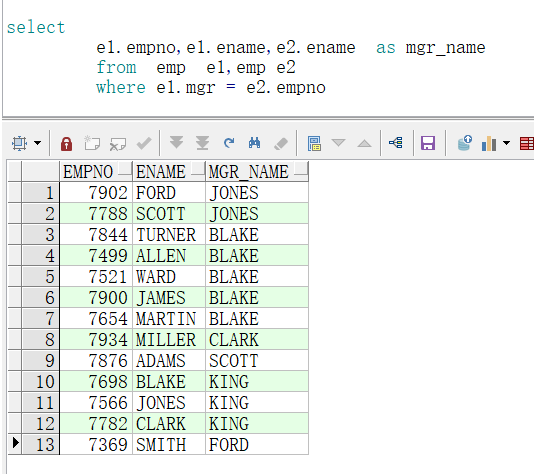 select
e1.empno,e1.ename,e2.ename as mgr_name
from emp e1,emp e2
where e1.mgr = e2.empno
EMPNO ENAME MGR_NAME
1 7902 FORD JONES
2 7788 SCOTT JONES
3 7844 TURNER BLAKE
4 7499 ALLEN BLAKE
5 7521 WARD BLAKE
6 7900 JAMES BLAKE
7 7654 MARTIN BLAKE
8 7934 MILLER CLARK
9 7876 ADAMS SCOTT
10 7698 BLAKE KING
11 7566 JONES KING
12 7782 CLARK KING
13 7369 SMITH FORD